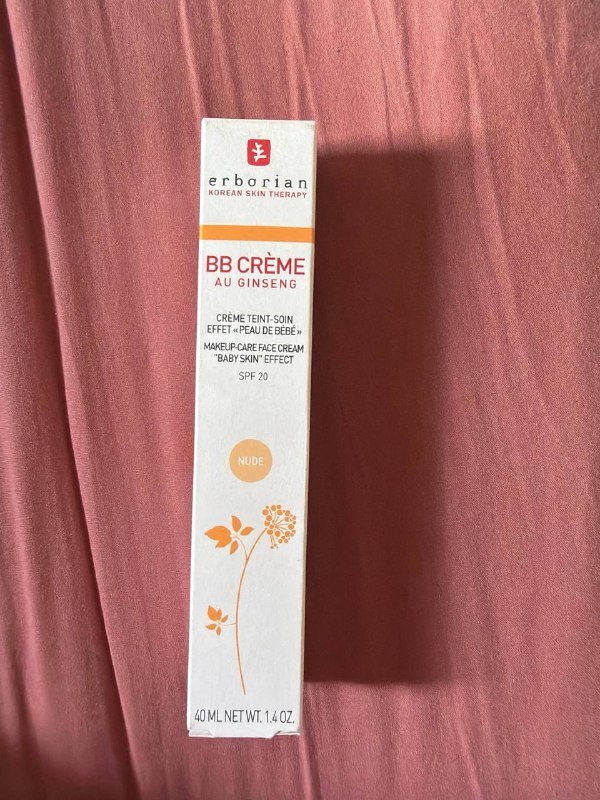 erborian
KOREAN SKIN THERAPY
BB CRÈME
AU GINSENG
CRÈME TEINT-SOIN
EFFET «PEAU DE BÉBÉ»
MAKEUP-CARE FACE CREAM
"BABY SKIN" EFFECT
SPF 20
NUDE
40 ML NET WT. 1.4 OZ.